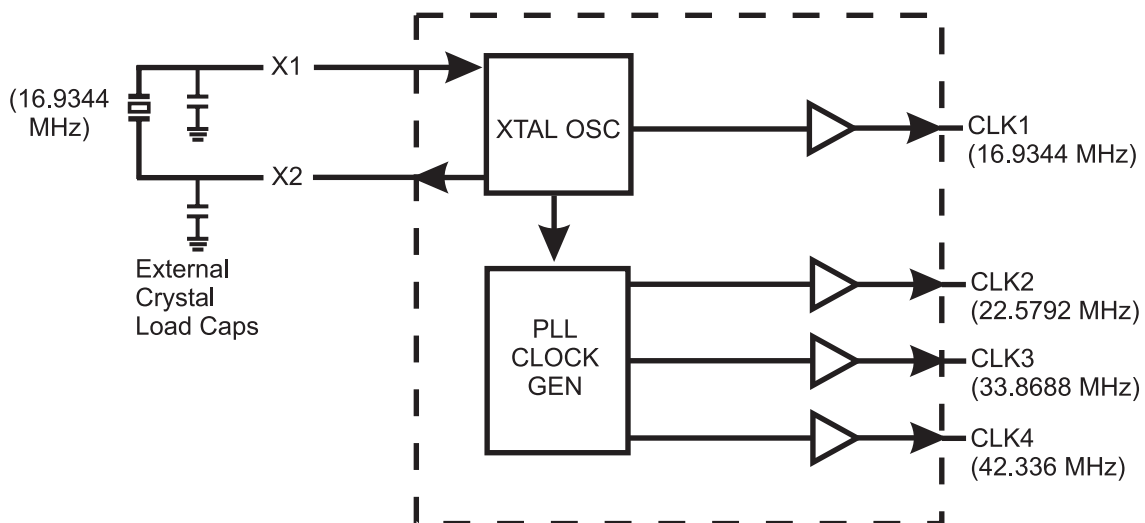 (16.9344
MHz)
X1
X2
External
Crystal
Load Caps
XTAL OSC
PLL
CLOCK
GEN
CLK1
(16.9344 MHz)
CLK2
(22.5792 MHz)
CLK3
(33.8688 MHz)
CLK4
(42.336 MHz)